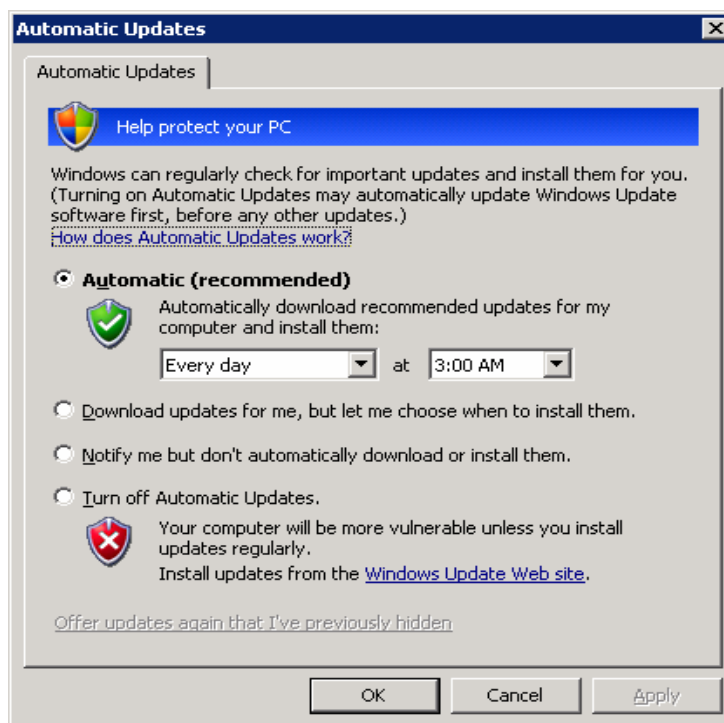 Automatic Updates
Automatic Updates
Help protect your PC
Windows can regularly check for important updates and install them for you.
(Turning on Automatic Updates may automatically update Windows Update
software first, before any other updates.)
How does Automatic Updates work?
Automatic (recommended)
Automatically download recommended updates for my
computer and install them:
Every day at 3:00 AM
Download updates for me, but let me choose when to install them.
Notify me but don't automatically download or install them.
Turn off Automatic Updates.
Your computer will be more vulnerable unless you install
updates regularly.
Install updates from the Windows Update Web site.
Offer updates again that I've previously hidden
OK Cancel Apply